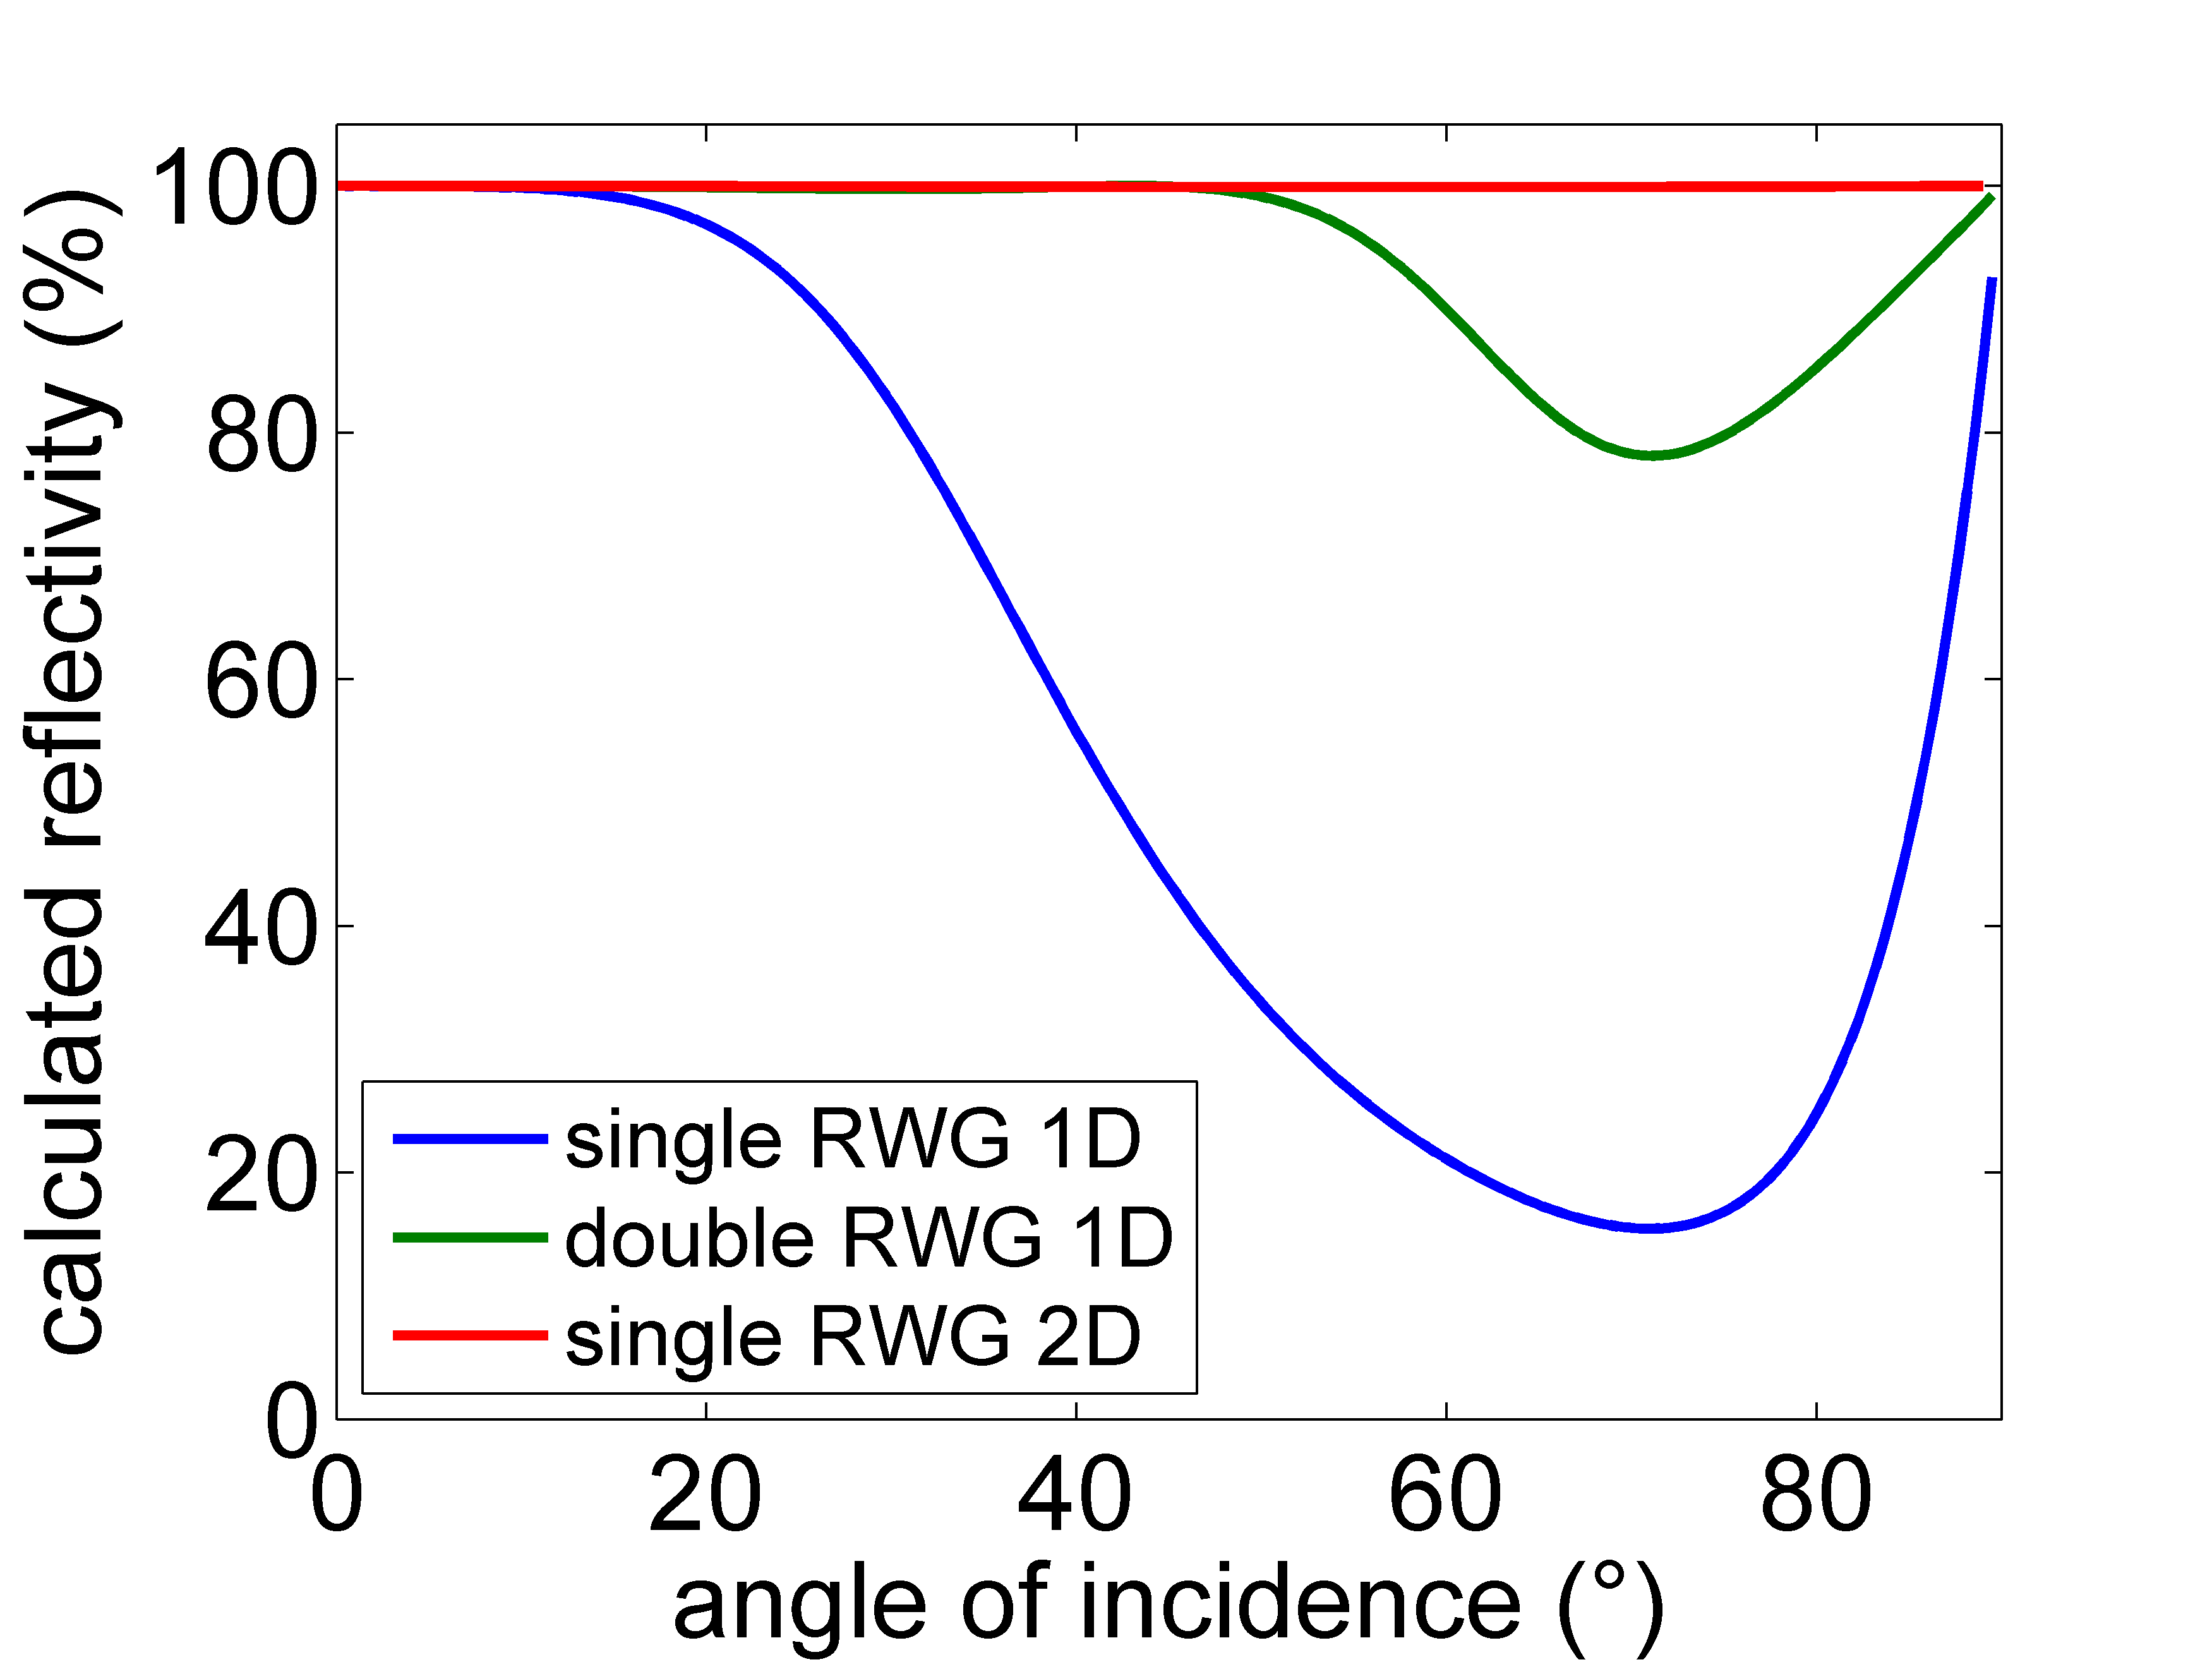 calculated reflectivity (%)
100
80
60
40
20
0
single RWG 1D
double RWG 1D
single RWG 2D
0 20 40 60 80
angle of incidence (°)